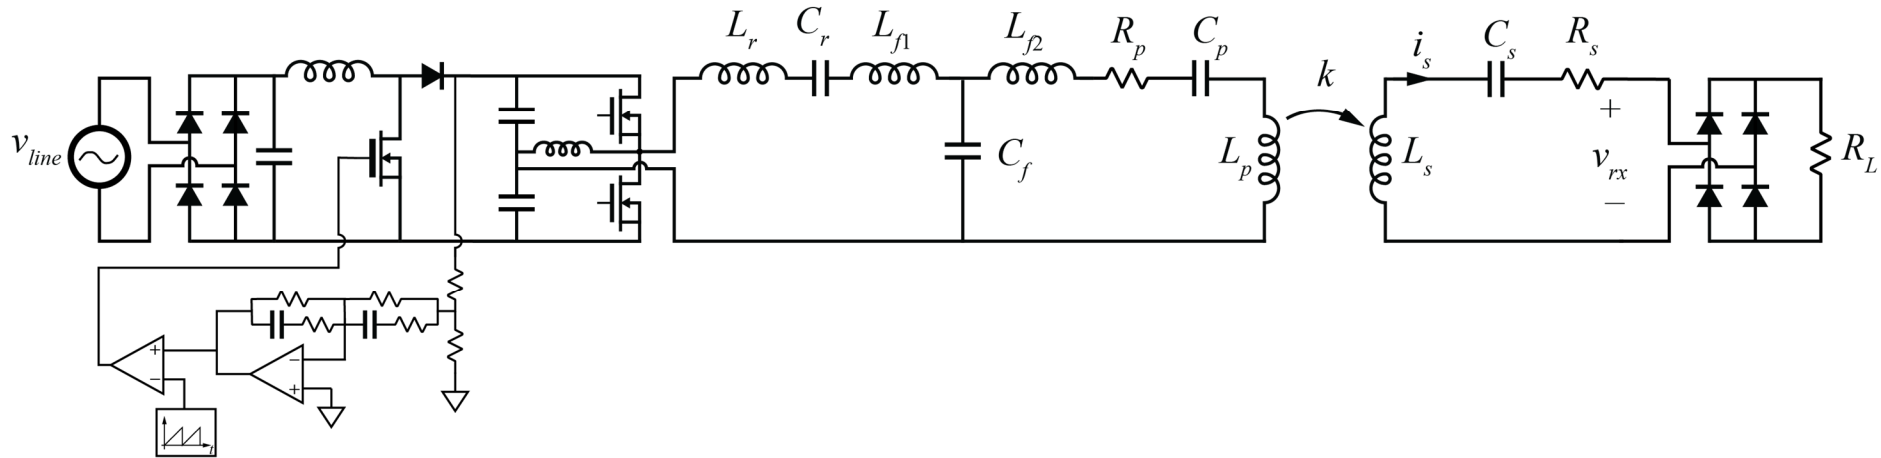 v_line
L_r
C_r
L_f1
L_f2
R_p
C_p
C_f
L_p
k
L_s
i_s
C_s
R_s
+
v_rx
−
R_L
+
−
−
+
t